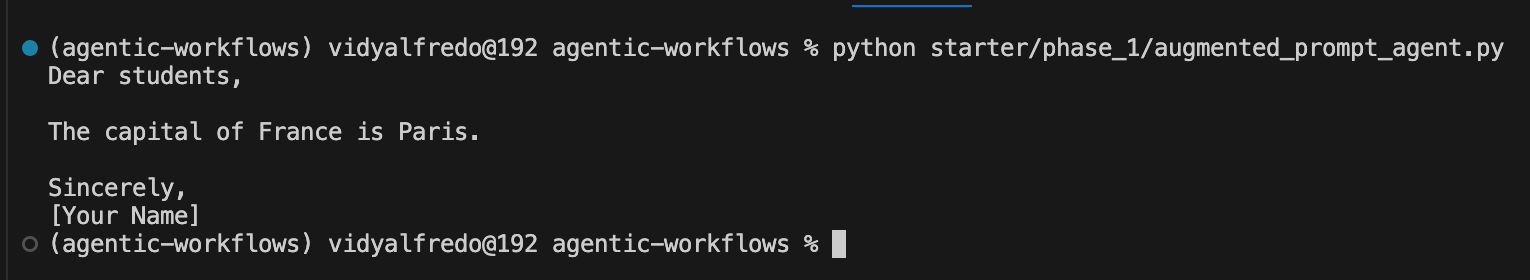 (agentic-workflows) vidyalfredo@192 agentic-workflows % python starter/phase_1/augmented_prompt_agent.py
Dear students,
The capital of France is Paris.
Sincerely,
[Your Name]
(agentic-workflows) vidyalfredo@192 agentic-workflows %